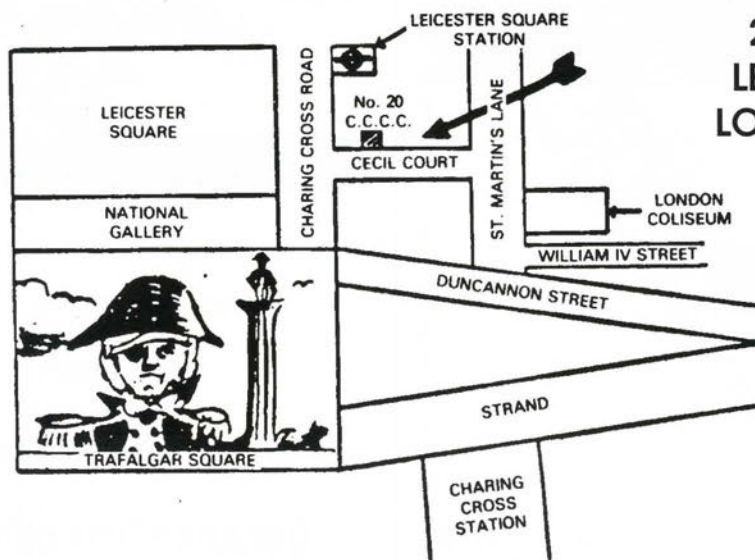 LEICESTER SQUARE
STATION
CHARING CROSS ROAD
No. 20
C.C.C.C.
ST. MARTIN'S LANE
LEICESTER
SQUARE
CECIL COURT
NATIONAL
GALLERY
LONDON
COLISEUM
WILLIAM IV STREET
DUNCANNON STREET
STRAND
TRAFALGAR SQUARE
CHARING
CROSS
STATION
2
LE
LO